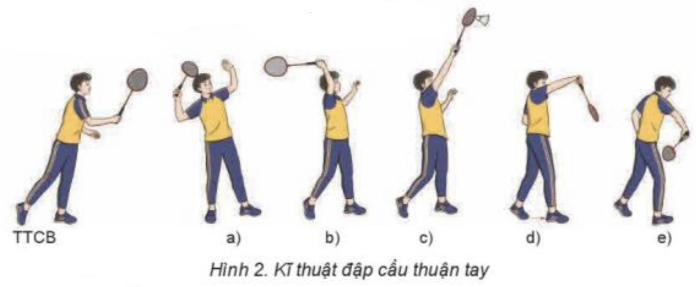 TTCB a) b) c) d) e)
Hình 2. Kĩ thuật đập cầu thuận tay